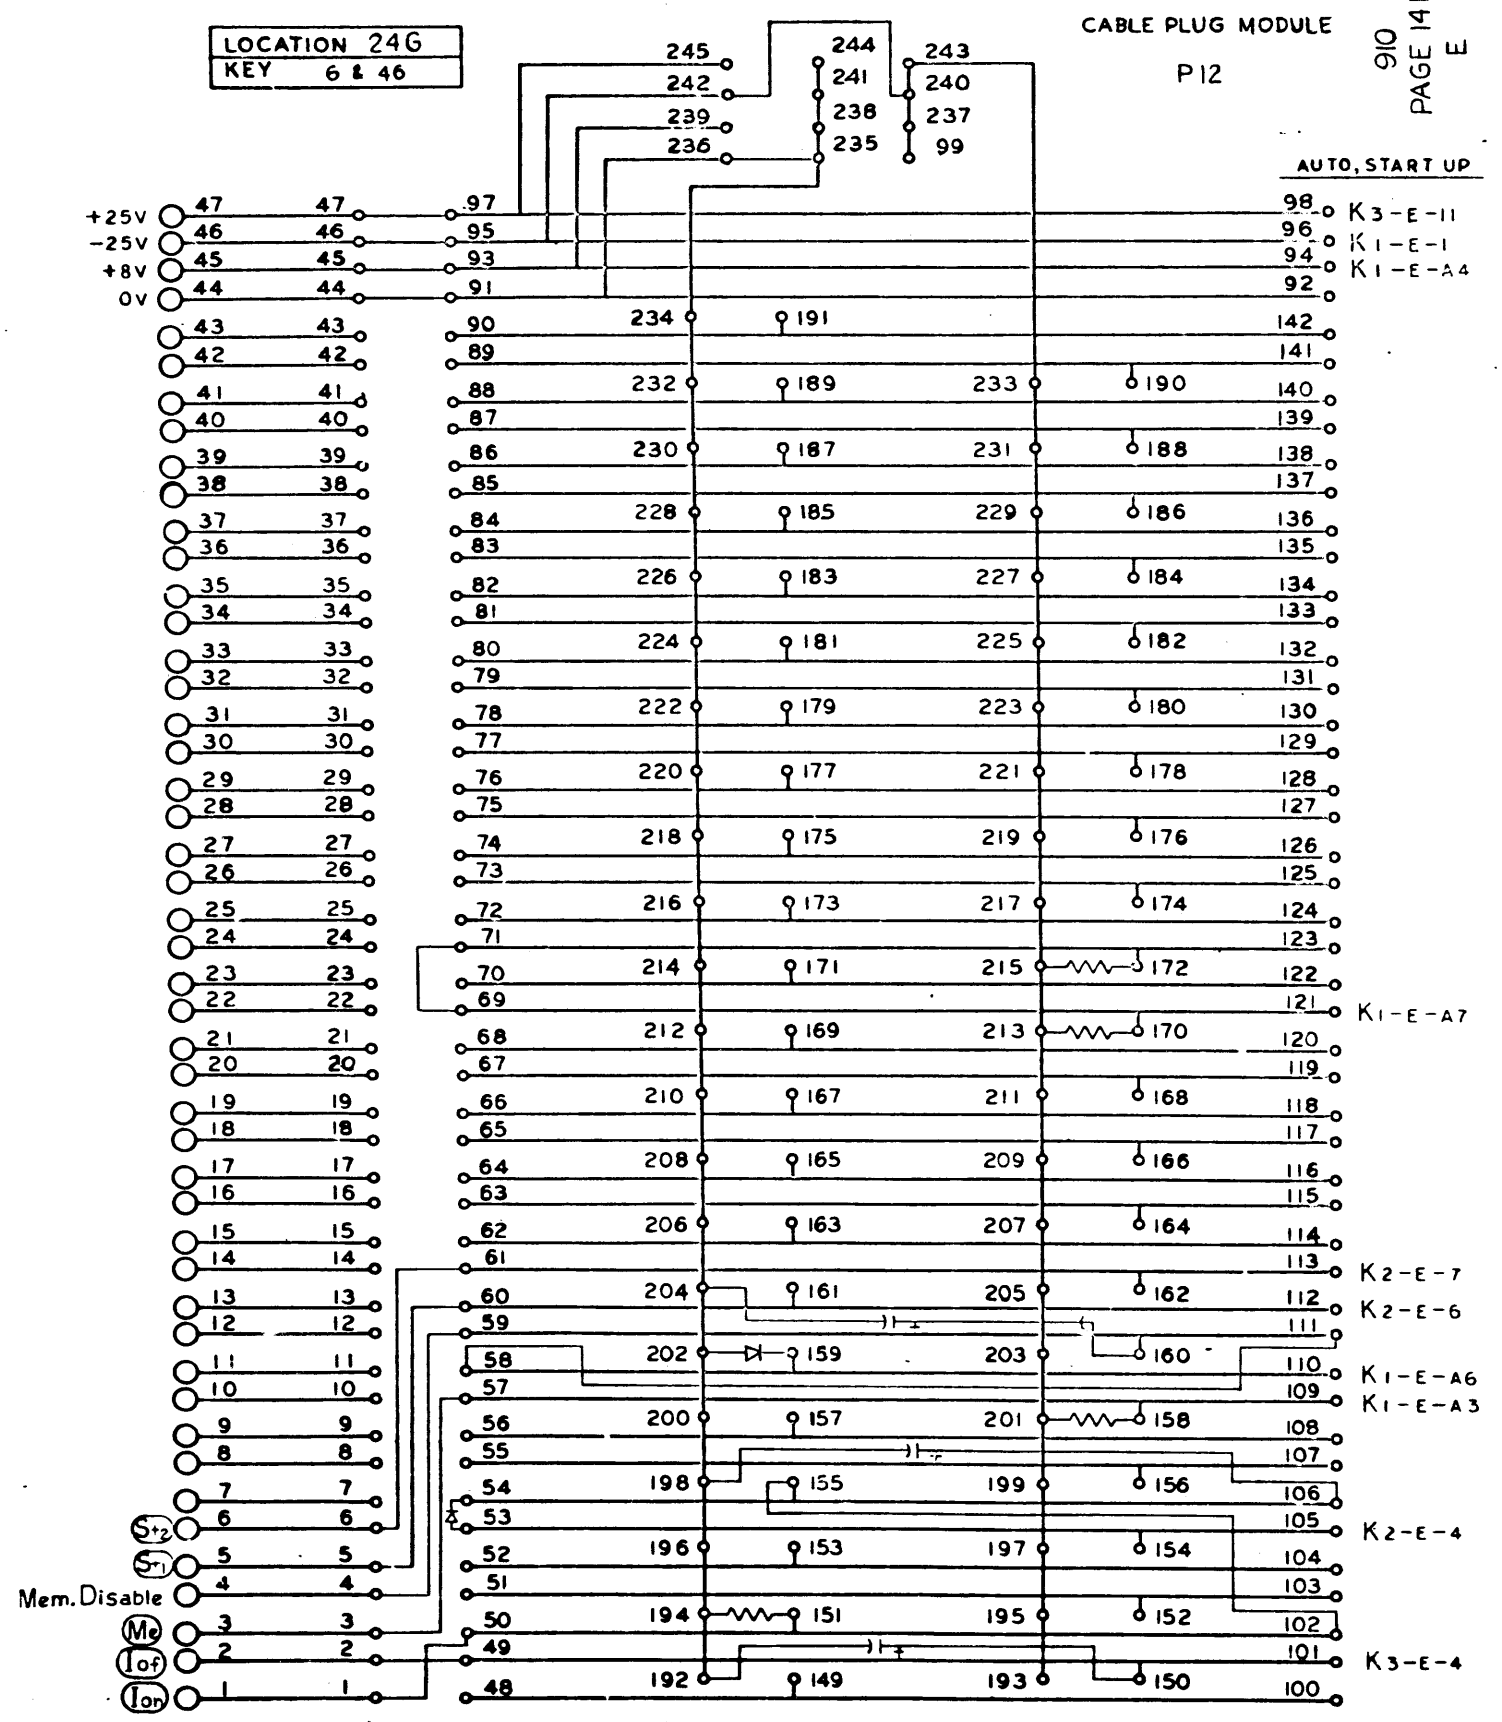 CABLE PLUG MODULE
P12
910
PAGE 141
E
LOCATION 24G
KEY 6 & 46
245 244 243
242 241 240
239 238 237
236 235 99
AUTO, START UP
+25V 47 47 97 98 K3-E-11
-25V 46 46 95 96 K1-E-1
+8V 45 45 93 94 K1-E-A4
0V 44 44 91 92
234 191
43 43 90 142
42 42 89 141
232 189 233 190
41 41 88 140
40 40 87 139
230 187 231 188
39 39 86 138
38 38 85 137
228 185 229 186
37 37 84 136
36 36 83 135
226 183 227 184
35 35 82 134
34 34 81 133
224 181 225 182
33 33 80 132
32 32 79 131
222 179 223 180
31 31 78 130
30 30 77 129
220 177 221 178
29 29 76 128
28 28 75 127
218 175 219 176
27 27 74 126
26 26 73 125
216 173 217 174
25 25 72 124
24 24 71 123
214 171 215 172
23 23 70 122
22 22 69 121 K1-E-A7
212 169 213 170
21 21 68 120
20 20 67 119
210 167 211 168
19 19 66 118
18 18 65 117
208 165 209 166
17 17 64 116
16 16 63 115
206 163 207 164
15 15 62 114
14 14 61 113 K2-E-7
204 161 205 162
13 13 60 112 K2-E-6
12 12 59 111
202 159 203 160
11 11 58 110 K1-E-A6
10 10 57 109 K1-E-A3
200 157 201 158
9 9 56 108
8 8 55 107
198 155 199 156
7 7 54 106
St2 6 6 53 105 K2-E-4
196 153 197 154
St1 5 5 52 104
Mem.Disable 4 4 51 103
194 151 195 152
Me 3 3 50 102
Iof 2 2 49 101 K3-E-4
192 149 193 150
Ion 1 1 48 100